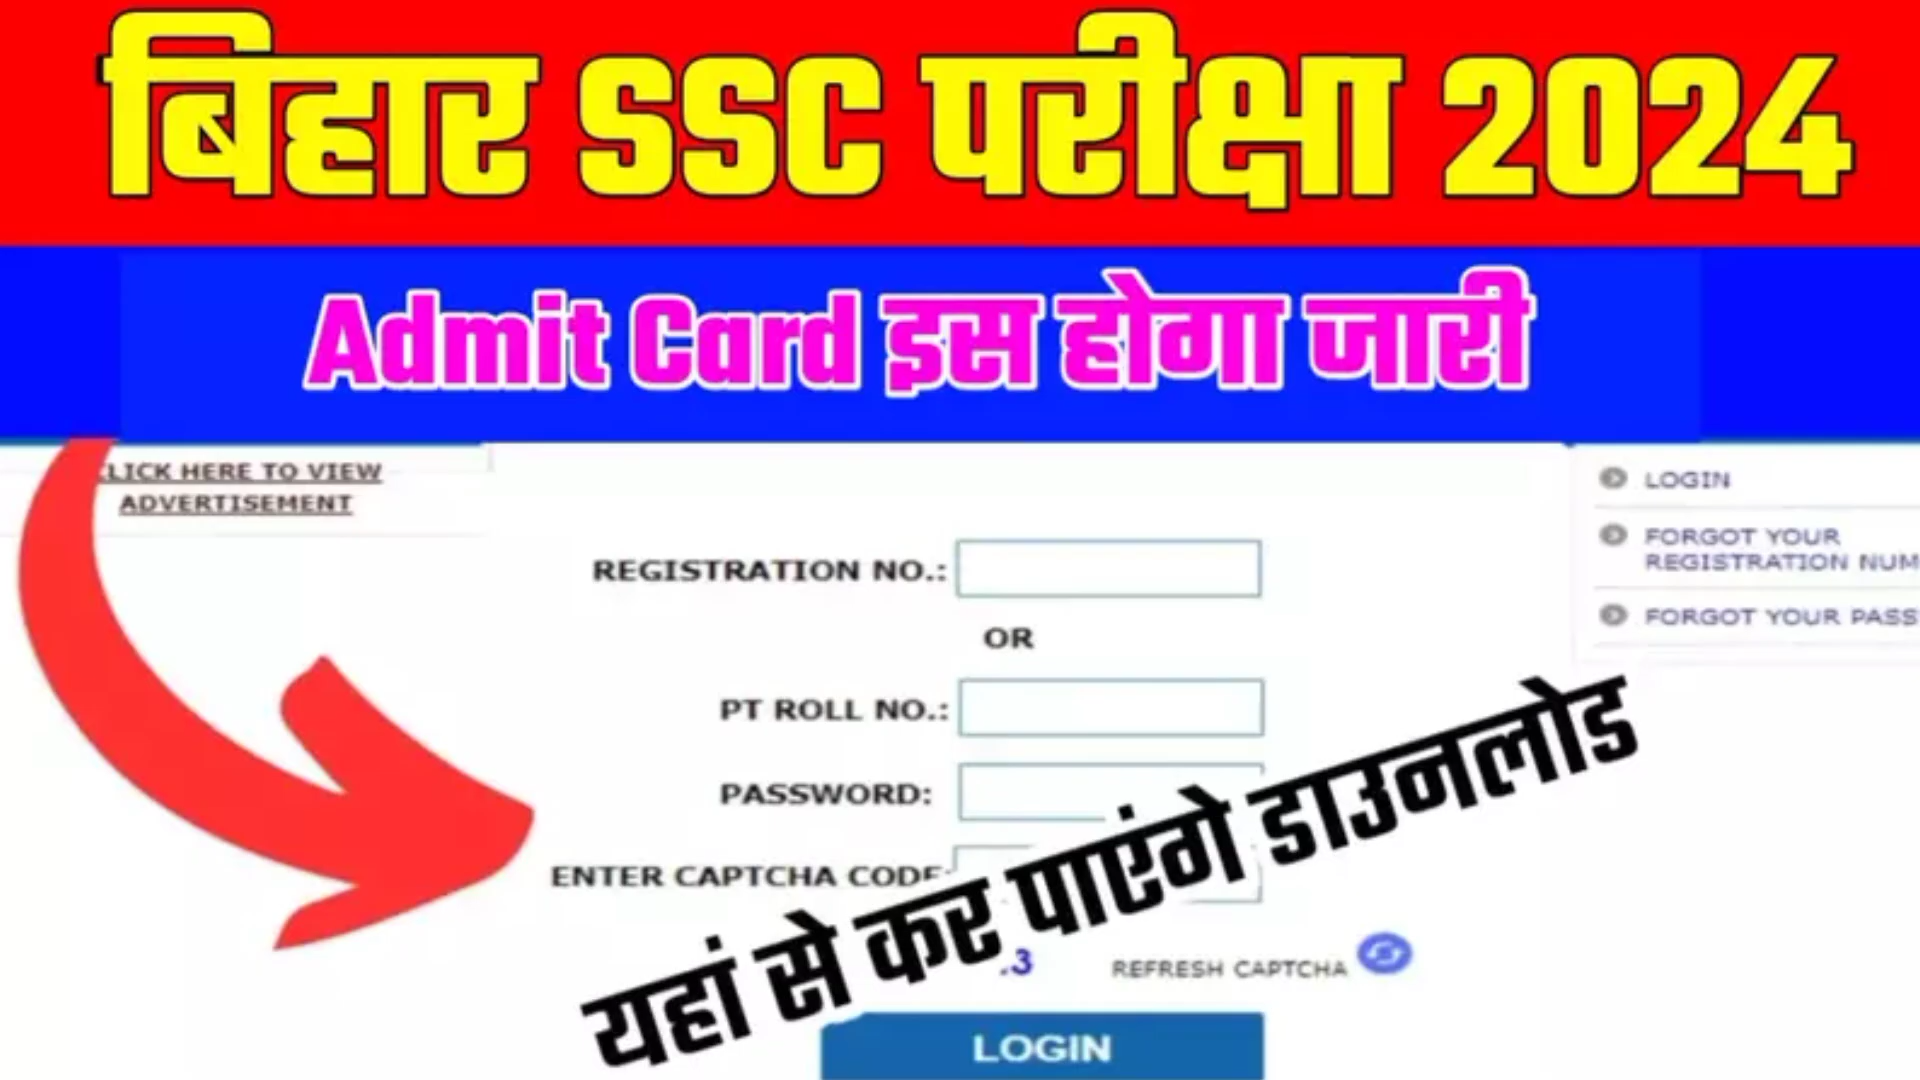 बिहार SSC परीक्षा 2024
Admit Card इस होगा जारी
LICK HERE TO VIEW
ADVERTISEMENT
LOGIN
FORGOT YOUR
REGISTRATION NUM
FORGOT YOUR PASS
REGISTRATION NO.:
OR
PT ROLL NO.:
PASSWORD:
ENTER CAPTCHA CODE:
यहां से कर पाएंगे डाउनलोड
.3
REFRESH CAPTCHA
LOGIN